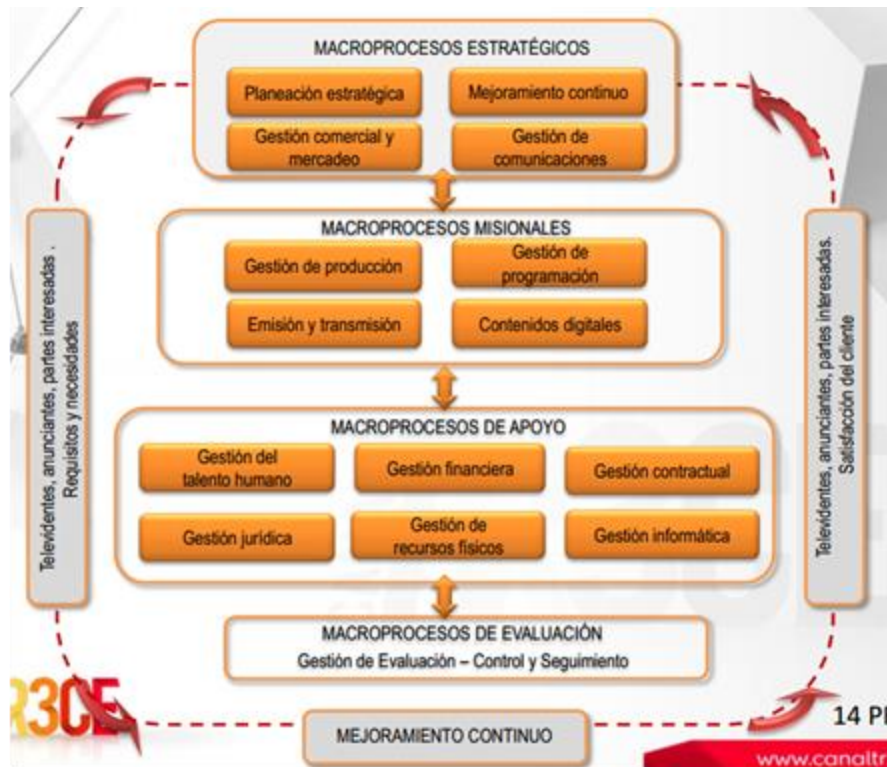 MACROPROCESOS ESTRATÉGICOS
Planeación estratégica
Mejoramiento continuo
Gestión comercial y
mercadeo
Gestión de
comunicaciones
MACROPROCESOS MISIONALES
Gestión de producción
Gestión de
programación
Emisión y transmisión
Contenidos digitales
Televidentes, anunciantes, partes interesadas .
Requisitos y necesidades
Televidentes, anunciantes, partes interesadas.
Satisfacción del cliente
MACROPROCESOS DE APOYO
Gestión del
talento humano
Gestión financiera
Gestión contractual
Gestión jurídica
Gestión de
recursos físicos
Gestión informática
MACROPROCESOS DE EVALUACIÓN
Gestión de Evaluación – Control y Seguimiento
R3CE
14 P
MEJORAMIENTO CONTINUO
www.canaltr